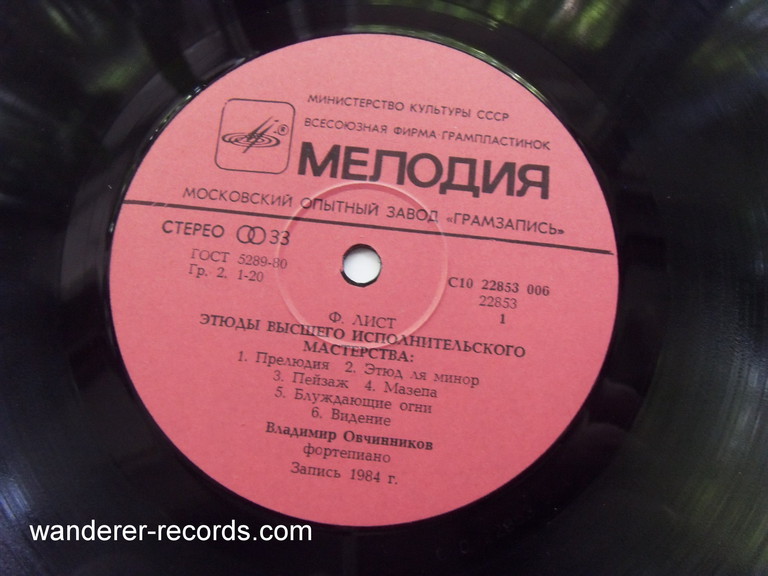 МИНИСТЕРСТВО КУЛЬТУРЫ СССР
ВСЕСОЮЗНАЯ ФИРМА·ГРАМПЛАСТИНОК
®
МЕЛОДИЯ
МОСКОВСКИЙ ОПЫТНЫЙ ЗАВОД «ГРАМЗАПИСЬ»
СТЕРЕО 33
ГОСТ 5289-80
Гр. 2. 1-20
С10 22853 006
22853
1
Ф. ЛИСТ
ЭТЮДЫ ВЫСШЕГО ИСПОЛНИТЕЛЬСКОГО
МАСТЕРСТВА:
1. Прелюдия 2. Этюд ля минор
3. Пейзаж 4. Мазепа
5. Блуждающие огни
6. Видение
Владимир Овчинников
фортепиано
Запись 1984 г.
wanderer-records.com